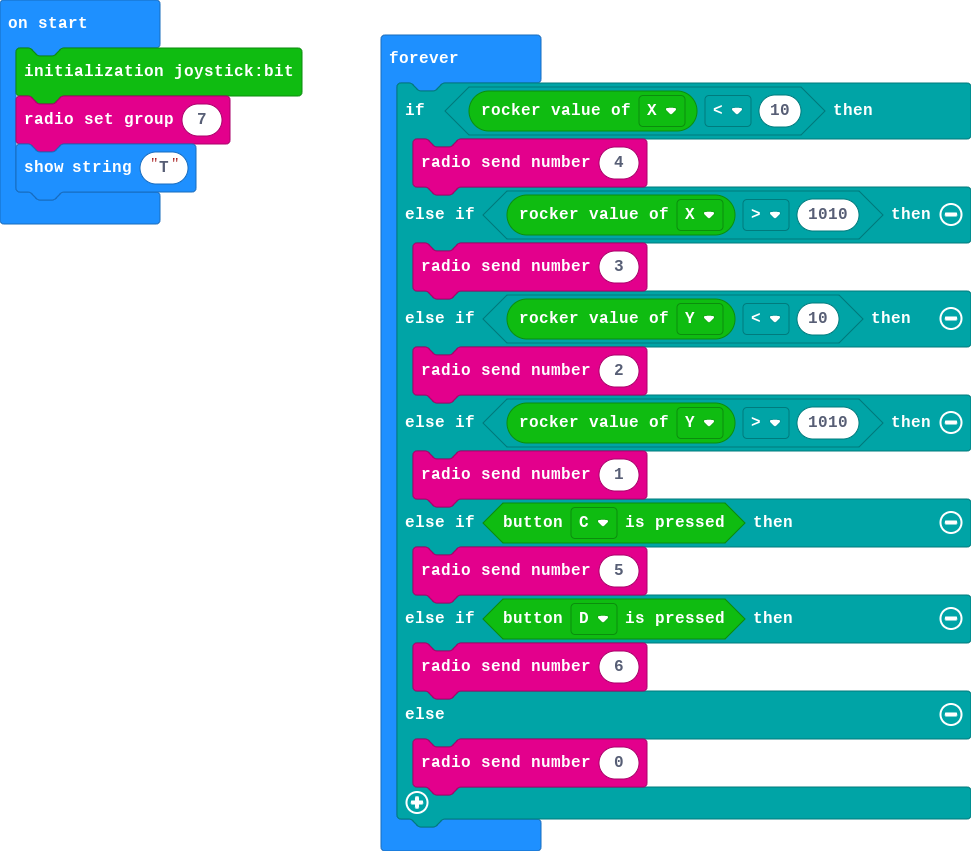 on start
initialization joystick:bit
radio set group 7
show string "T"
forever
if rocker value of X < 10 then
radio send number 4
else if rocker value of X > 1010 then
radio send number 3
else if rocker value of Y < 10 then
radio send number 2
else if rocker value of Y > 1010 then
radio send number 1
else if button C is pressed then
radio send number 5
else if button D is pressed then
radio send number 6
else
radio send number 0